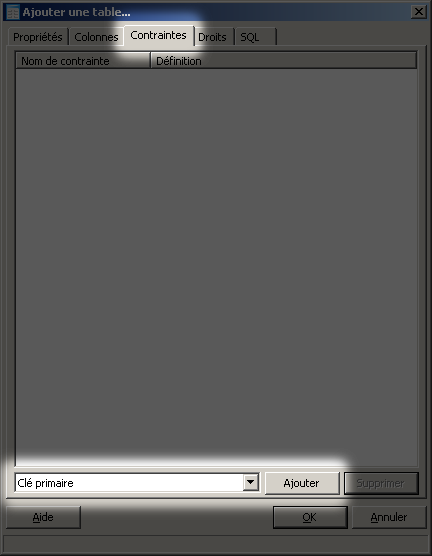 Ajouter une table...
Propriétés Colonnes Contraintes Droits SQL
Nom de contrainte Définition
Clé primaire Ajouter Supprimer
Aide OK Annuler